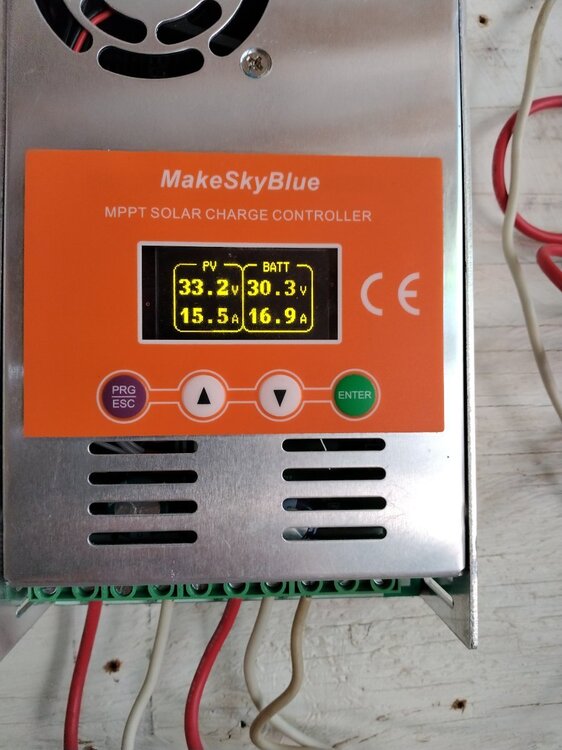 MakeSkyBlue
MPPT SOLAR CHARGE CONTROLLER
PV BATT
33.2V 30.3V
15.5A 16.9A
CE
PRG
ESC
ENTER